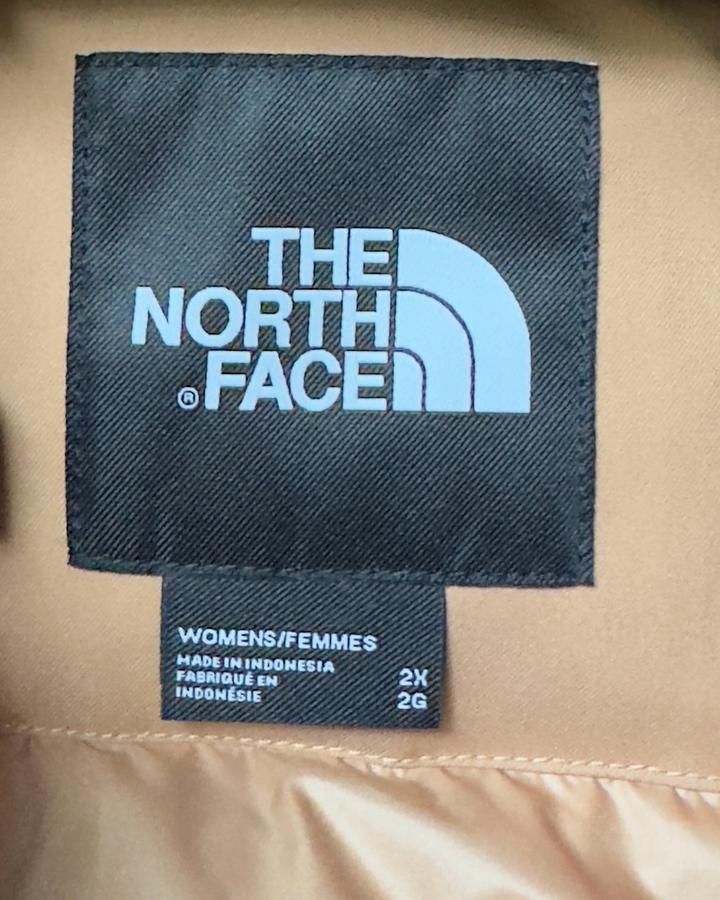 THE
NORTH
®FACE
WOMENS/FEMMES
MADE IN INDONESIA
FABRIQUÉ EN
INDONÉSIE
2X
2G